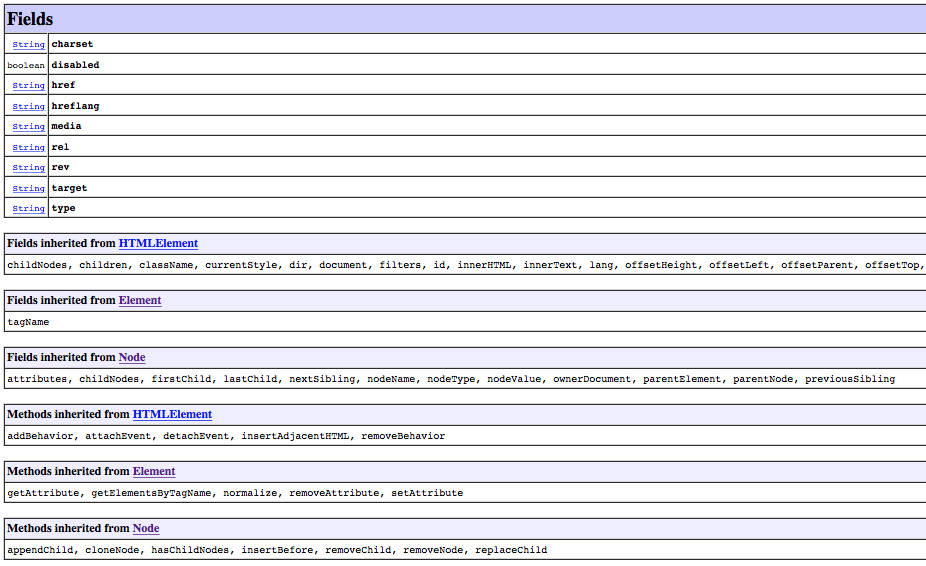 Fields
String charset
boolean disabled
String href
String hreflang
String media
String rel
String rev
String target
String type
Fields inherited from HTMLElement
childNodes, children, className, currentStyle, dir, document, filters, id, innerHTML, innerText, lang, offsetHeight, offsetLeft, offsetParent, offsetTop,
Fields inherited from Element
tagName
Fields inherited from Node
attributes, childNodes, firstChild, lastChild, nextSibling, nodeName, nodeType, nodeValue, ownerDocument, parentElement, parentNode, previousSibling
Methods inherited from HTMLElement
addBehavior, attachEvent, detachEvent, insertAdjacentHTML, removeBehavior
Methods inherited from Element
getAttribute, getElementsByTagName, normalize, removeAttribute, setAttribute
Methods inherited from Node
appendChild, cloneNode, hasChildNodes, insertBefore, removeChild, removeNode, replaceChild